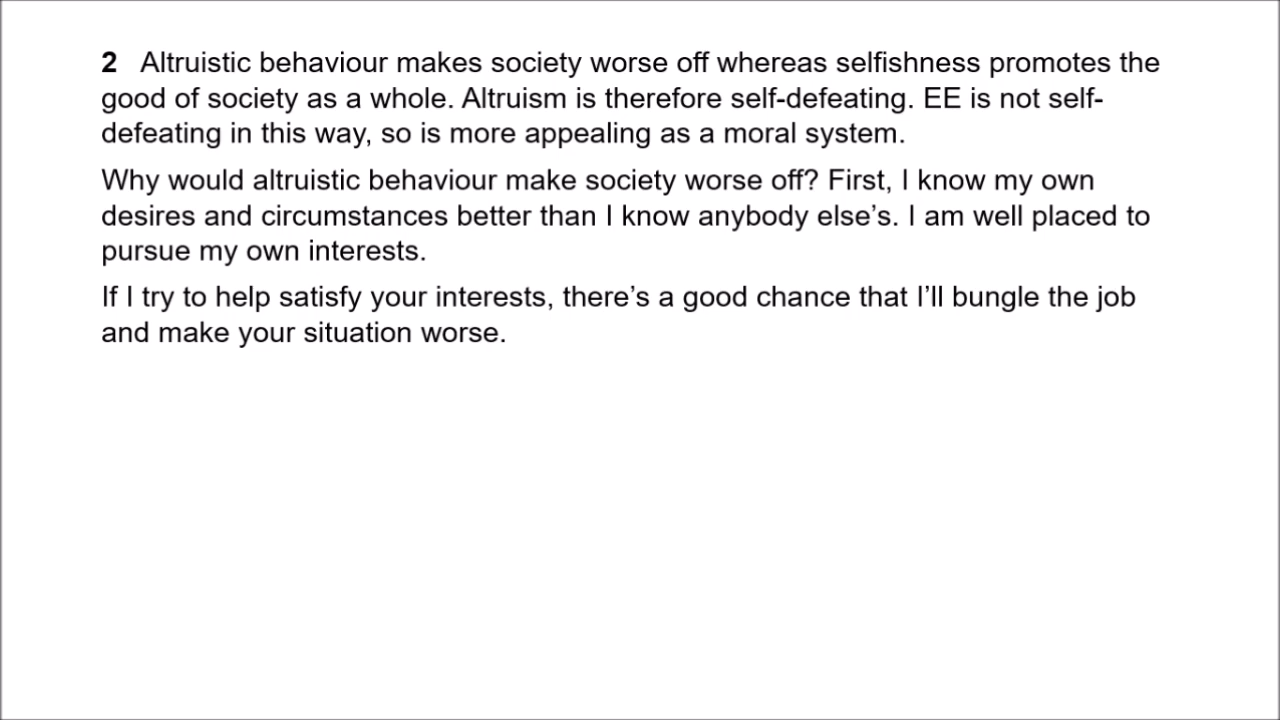 2 Altruistic behaviour makes society worse off whereas selfishness promotes the
good of society as a whole. Altruism is therefore self-defeating. EE is not self-
defeating in this way, so is more appealing as a moral system.
Why would altruistic behaviour make society worse off? First, I know my own
desires and circumstances better than I know anybody else’s. I am well placed to
pursue my own interests.
If I try to help satisfy your interests, there’s a good chance that I’ll bungle the job
and make your situation worse.